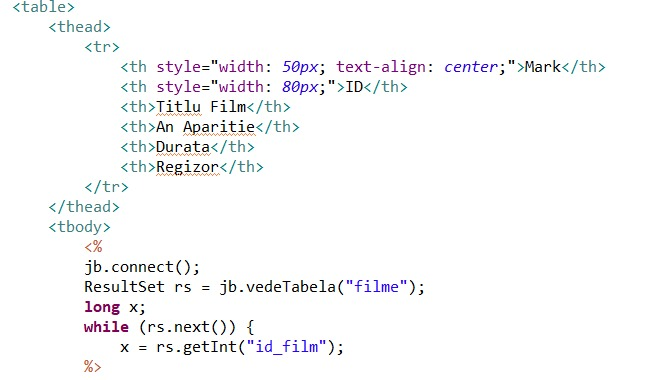 <table>
<thead>
<tr>
<th style="width: 50px; text-align: center;">Mark</th>
<th style="width: 80px;">ID</th>
<th>Titlu Film</th>
<th>An Aparitie</th>
<th>Durata</th>
<th>Regizor</th>
</tr>
</thead>
<tbody>
<%
jb.connect();
ResultSet rs = jb.vedeTabela("filme");
long x;
while (rs.next()) {
x = rs.getInt("id_film");
%>